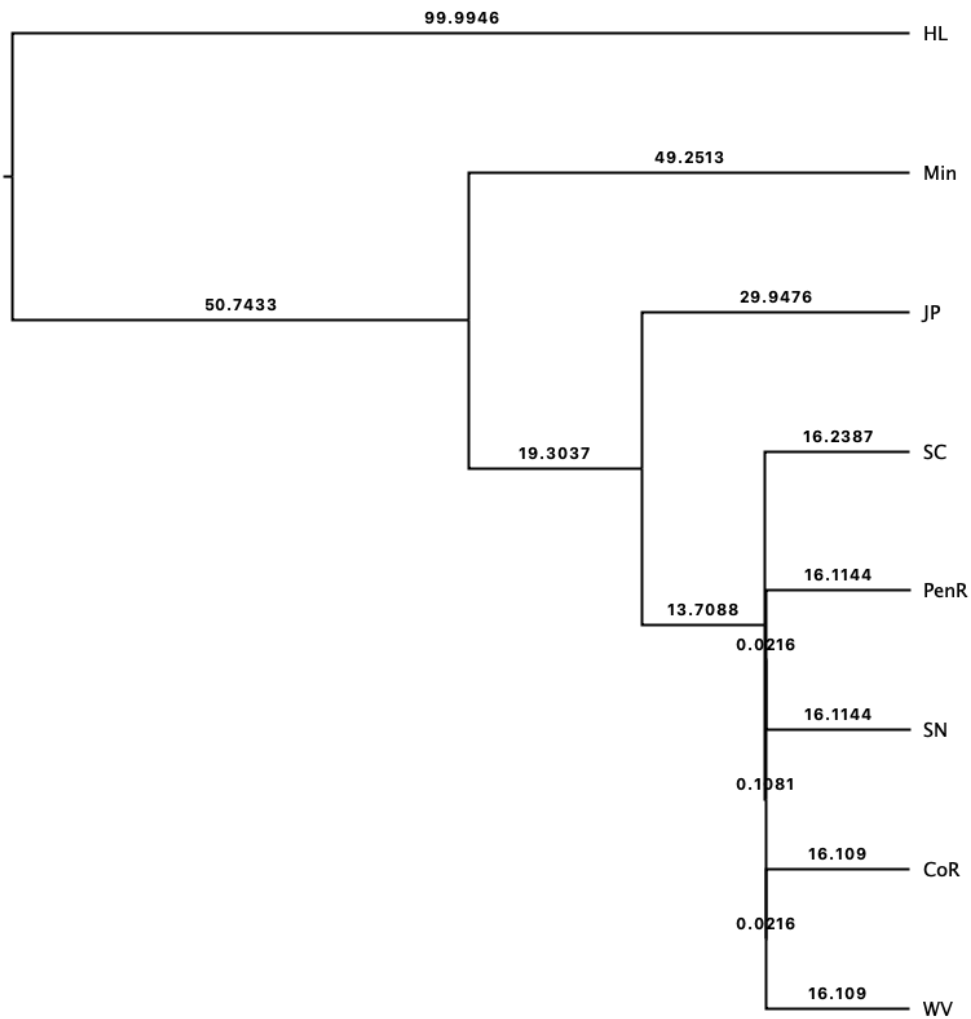 99.9946
HL
49.2513
Min
50.7433
29.9476
JP
16.2387
SC
19.3037
16.1144
PenR
13.7088
0.0216
16.1144
SN
0.1081
16.109
CoR
0.0216
16.109
WV